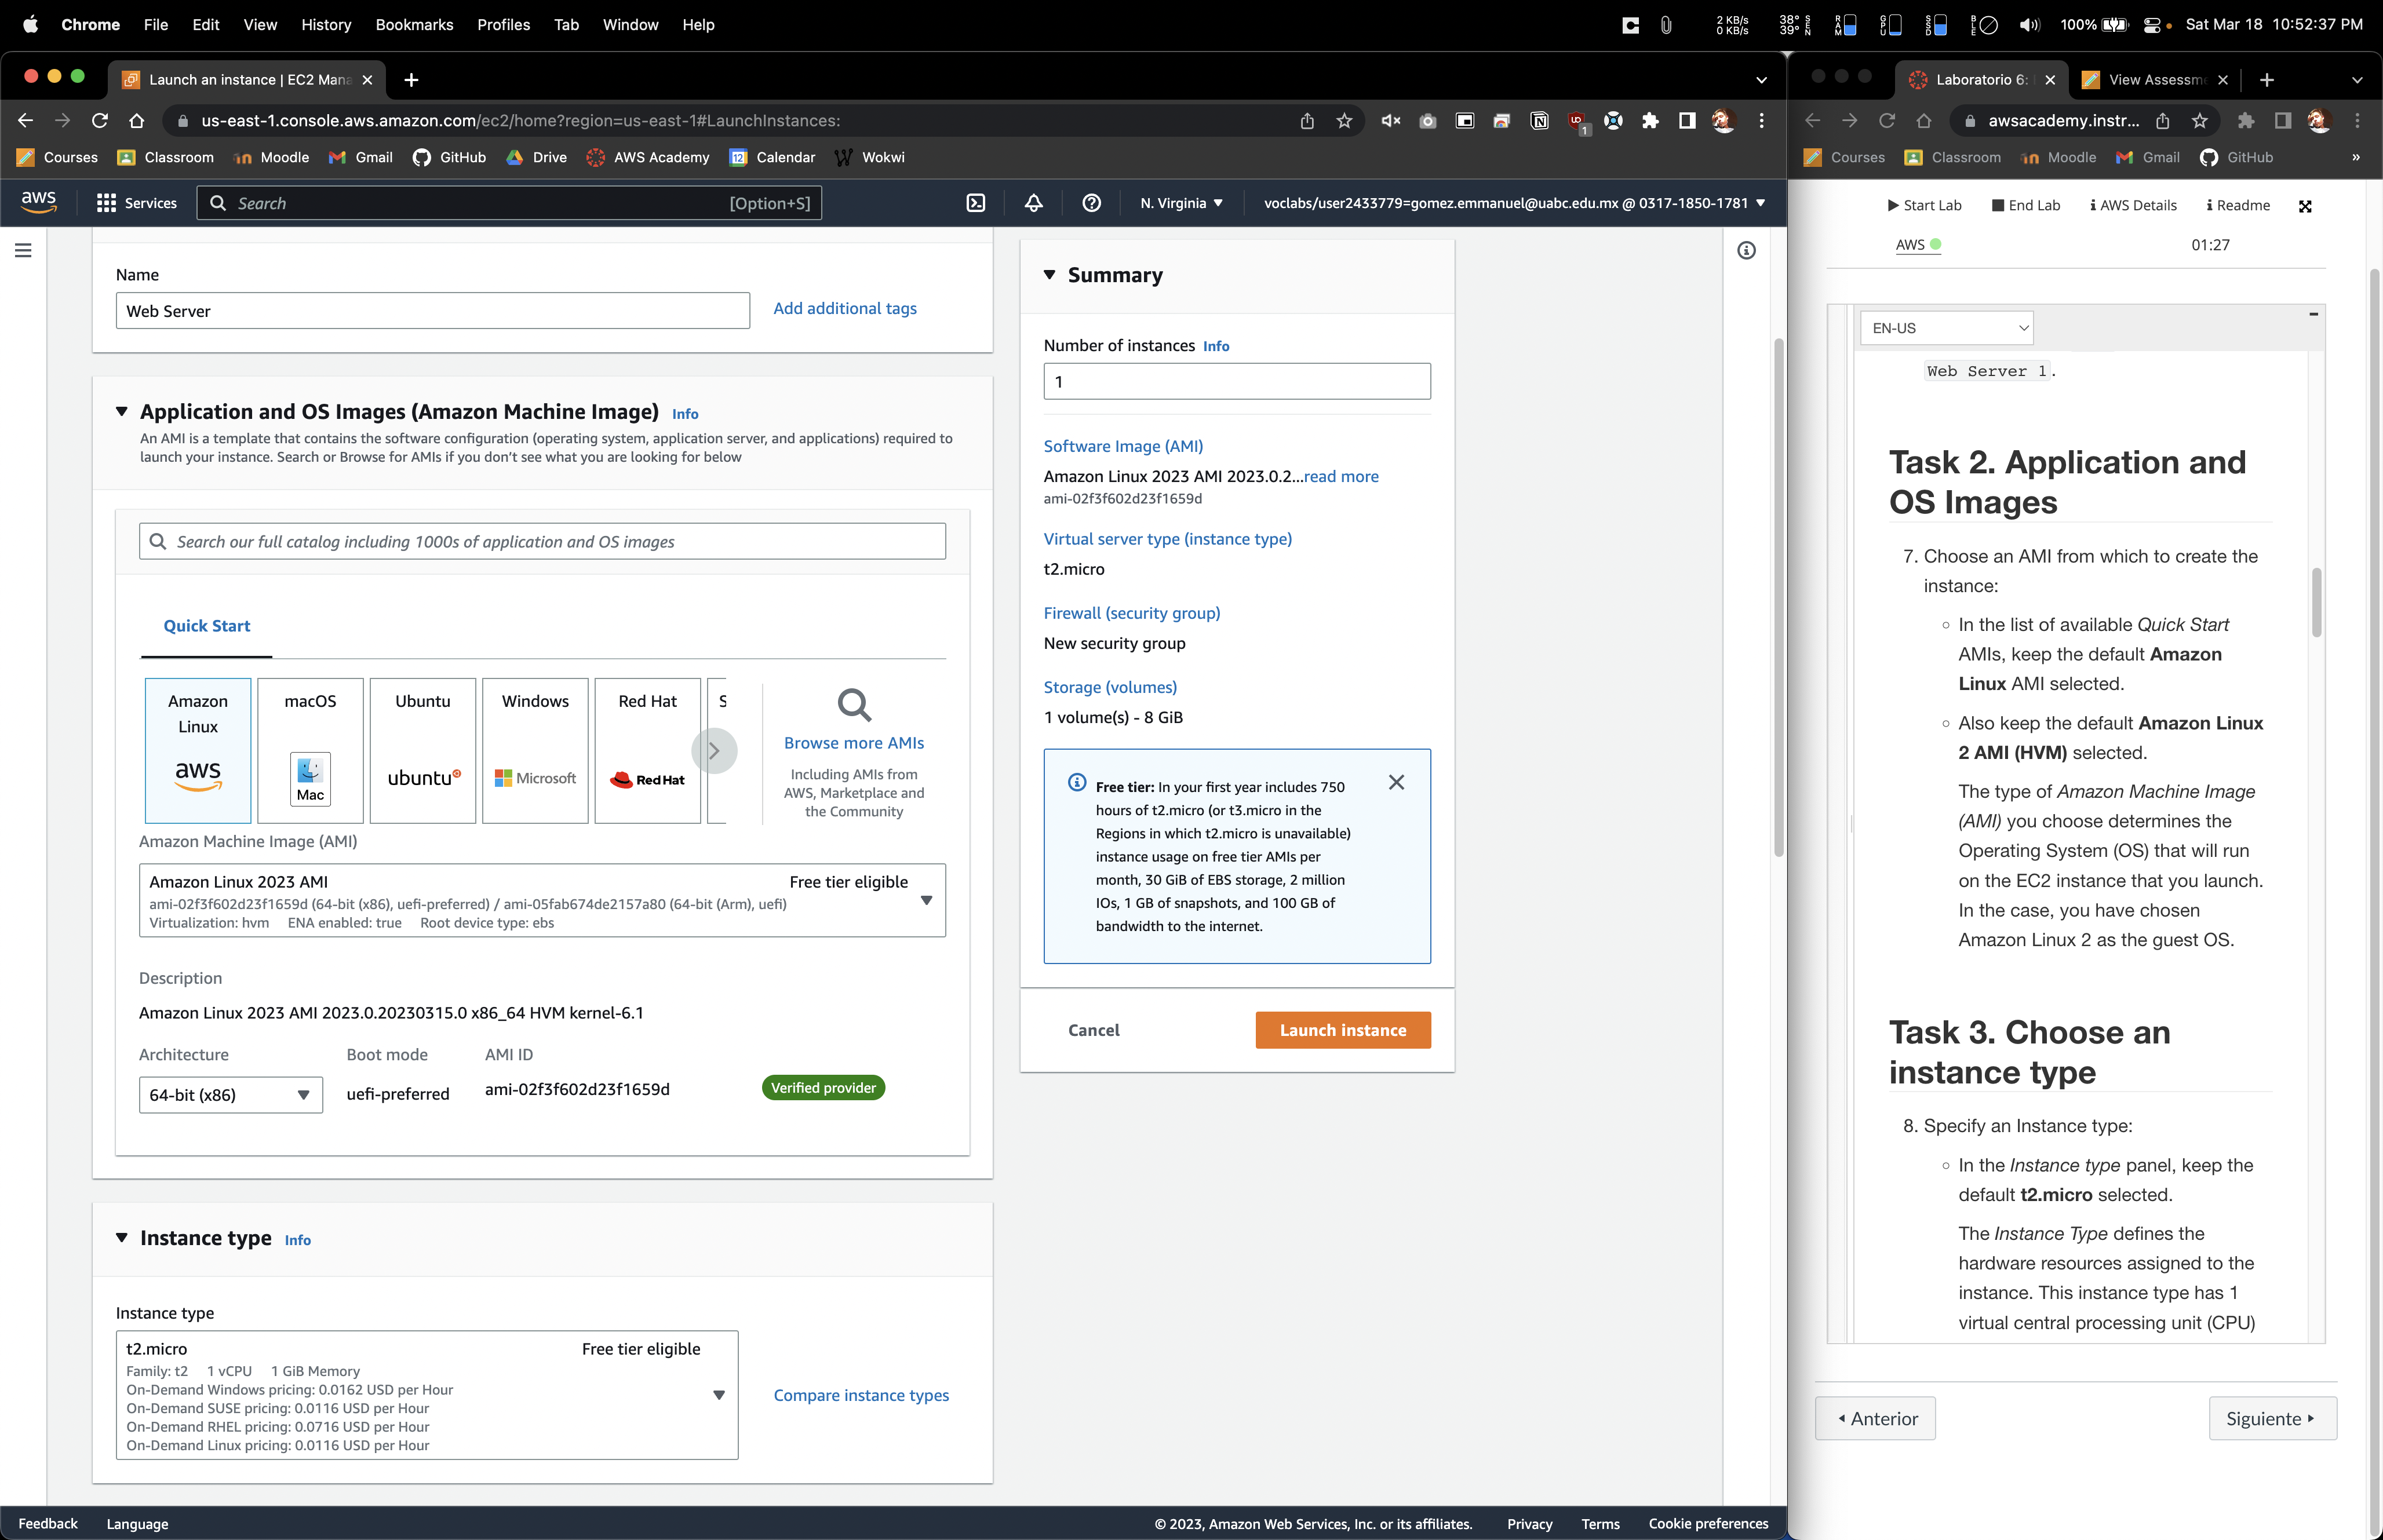 Chrome File Edit View History Bookmarks Profiles Tab Window Help
2 KB/s
0 KB/s
38°
39°
SEN
RAM
GPU
SSD
BLE
100%
Sat Mar 18 10:52:37 PM
Launch an instance | EC2 Mana
us-east-1.console.aws.amazon.com/ec2/home?region=us-east-1#LaunchInstances:
1
Courses Classroom Moodle Gmail GitHub Drive AWS Academy Calendar Wokwi
aws Services Search [Option+S] N. Virginia voclabs/user2433779=gomez.emmanuel@uabc.edu.mx @ 0317-1850-1781
Name
Web Server
Add additional tags
Application and OS Images (Amazon Machine Image) Info
An AMI is a template that contains the software configuration (operating system, application server, and applications) required to
launch your instance. Search or Browse for AMIs if you don't see what you are looking for below
Search our full catalog including 1000s of application and OS images
Quick Start
Amazon
Linux
aws
macOS
Mac
Ubuntu
ubuntu
Windows
Microsoft
Red Hat
Red Hat
S
Browse more AMIs
Including AMIs from
AWS, Marketplace and
the Community
Amazon Machine Image (AMI)
Amazon Linux 2023 AMI Free tier eligible
ami-02f3f602d23f1659d (64-bit (x86), uefi-preferred) / ami-05fab674de2157a80 (64-bit (Arm), uefi)
Virtualization: hvm ENA enabled: true Root device type: ebs
Description
Amazon Linux 2023 AMI 2023.0.20230315.0 x86_64 HVM kernel-6.1
Architecture Boot mode AMI ID
64-bit (x86) uefi-preferred ami-02f3f602d23f1659d Verified provider
Instance type Info
Instance type
t2.micro Free tier eligible
Family: t2 1 vCPU 1 GiB Memory
On-Demand Windows pricing: 0.0162 USD per Hour
On-Demand SUSE pricing: 0.0116 USD per Hour
On-Demand RHEL pricing: 0.0716 USD per Hour
On-Demand Linux pricing: 0.0116 USD per Hour
Compare instance types
Summary
Number of instances Info
1
Software Image (AMI)
Amazon Linux 2023 AMI 2023.0.2...read more
ami-02f3f602d23f1659d
Virtual server type (instance type)
t2.micro
Firewall (security group)
New security group
Storage (volumes)
1 volume(s) - 8 GiB
Free tier: In your first year includes 750
hours of t2.micro (or t3.micro in the
Regions in which t2.micro is unavailable)
instance usage on free tier AMIs per
month, 30 GiB of EBS storage, 2 million
IOs, 1 GB of snapshots, and 100 GB of
bandwidth to the internet.
Cancel Launch instance
Feedback Language © 2023, Amazon Web Services, Inc. or its affiliates. Privacy Terms Cookie preferences
Laboratorio 6: View Assessme
awsacademy.instr...
Courses Classroom Moodle Gmail GitHub »
Start Lab End Lab AWS Details Readme
AWS 01:27
EN-US
Web Server 1.
Task 2. Application and
OS Images
7. Choose an AMI from which to create the
instance:
In the list of available Quick Start
AMIs, keep the default Amazon
Linux AMI selected.
Also keep the default Amazon Linux
2 AMI (HVM) selected.
The type of Amazon Machine Image
(AMI) you choose determines the
Operating System (OS) that will run
on the EC2 instance that you launch.
In the case, you have chosen
Amazon Linux 2 as the guest OS.
Task 3. Choose an
instance type
8. Specify an Instance type:
In the Instance type panel, keep the
default t2.micro selected.
The Instance Type defines the
hardware resources assigned to the
instance. This instance type has 1
virtual central processing unit (CPU)
Anterior Siguiente